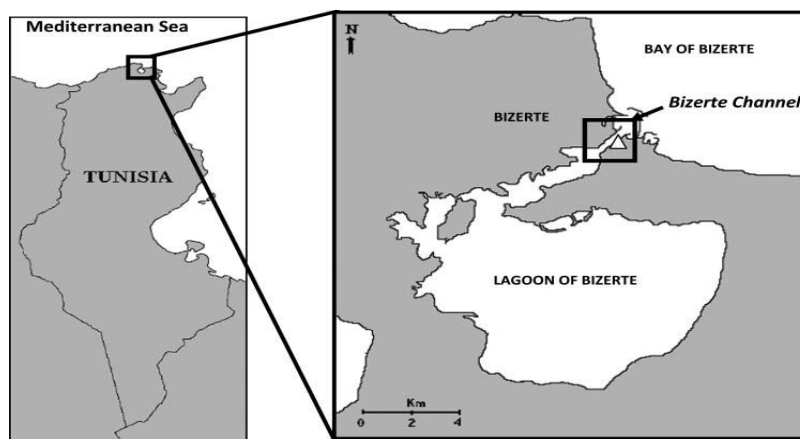 Mediterranean Sea
TUNISIA
N
BAY OF BIZERTE
Bizerte Channel
BIZERTE
LAGOON OF BIZERTE
Km
0 2 4